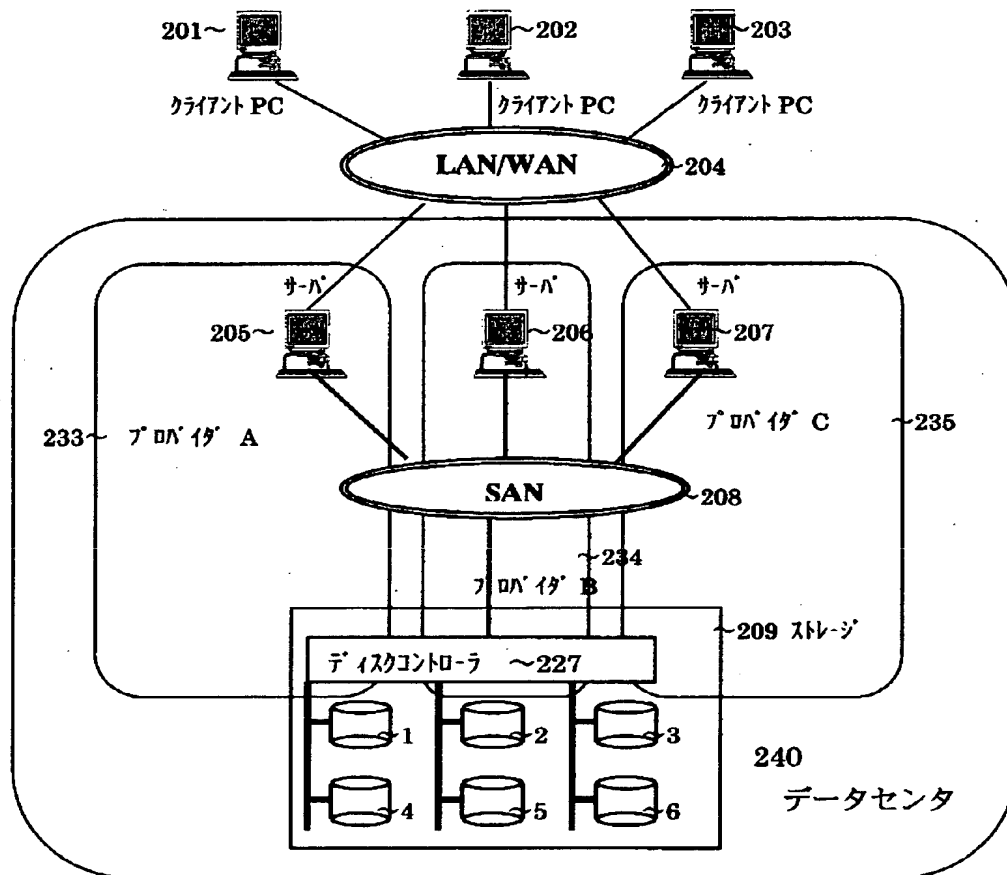 201
202
203
クライアント PC
クライアント PC
クライアント PC
LAN/WAN
204
サーバ
サーバ
サーバ
205
206
207
233
プロバイダ A
プロバイダ C
235
SAN
208
234
プロバイダ B
209 ストレージ
ディスクコントローラ
227
1
2
3
4
5
6
240
データセンタ